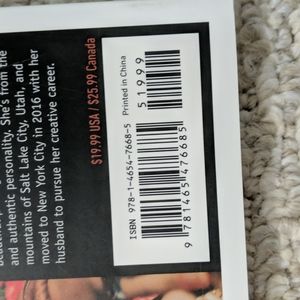 and authentic personality. She's from the
mountains of Salt Lake City, Utah, and
moved to New York City in 2016 with her
husband to pursue her creative career.
$19.99 USA / $25.99 Canada
Printed in China
51999
ISBN 978-1-4654-7668-5
9 781465 476685